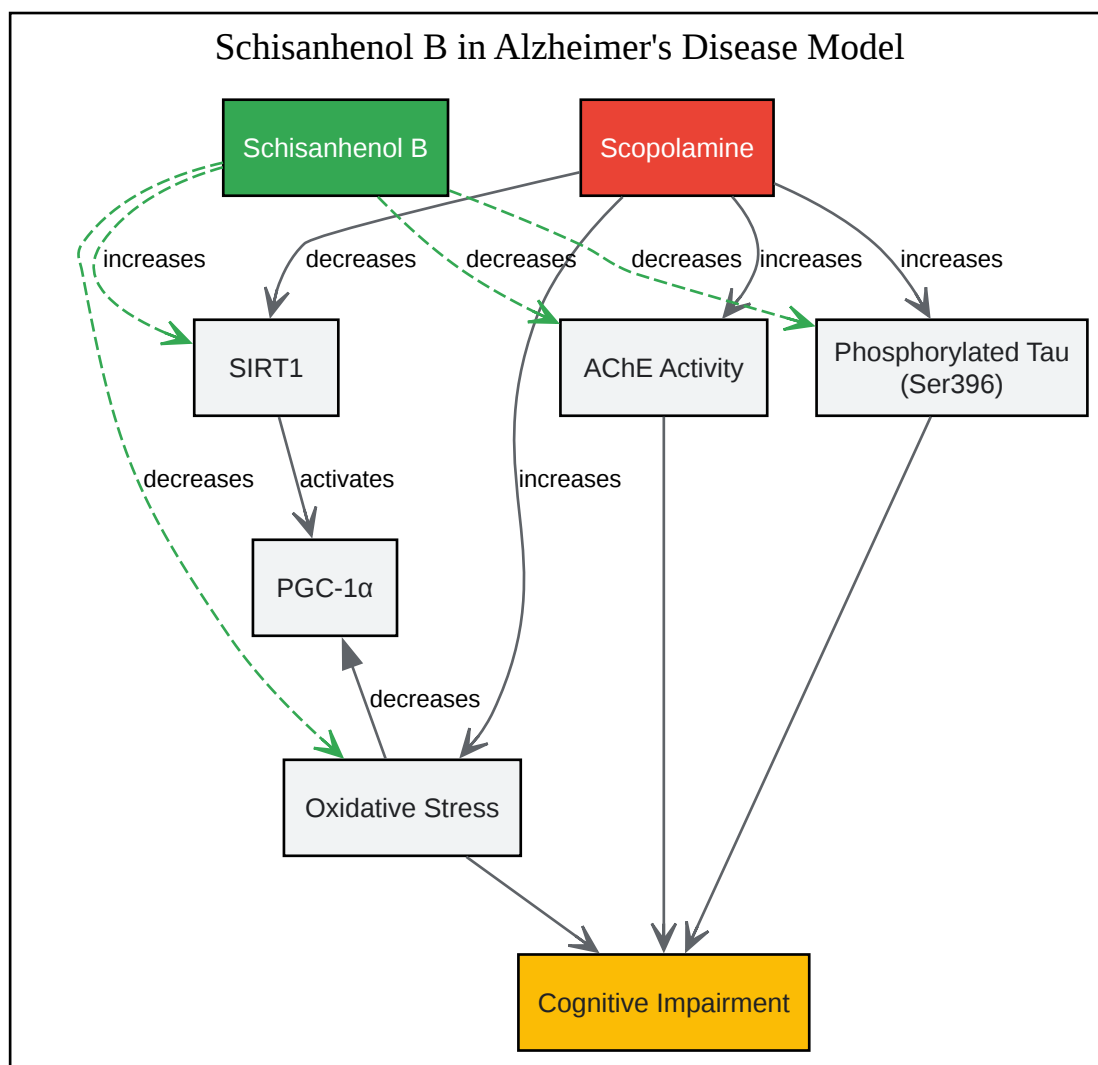 Schisanhenol B in Alzheimer's Disease Model
Schisanhenol B
Scopolamine
increases
decreases
decreases
decreases
increases
increases
SIRT1
AChE Activity
Phosphorylated Tau
(Ser396)
decreases
activates
increases
PGC-1α
decreases
Oxidative Stress
Cognitive Impairment